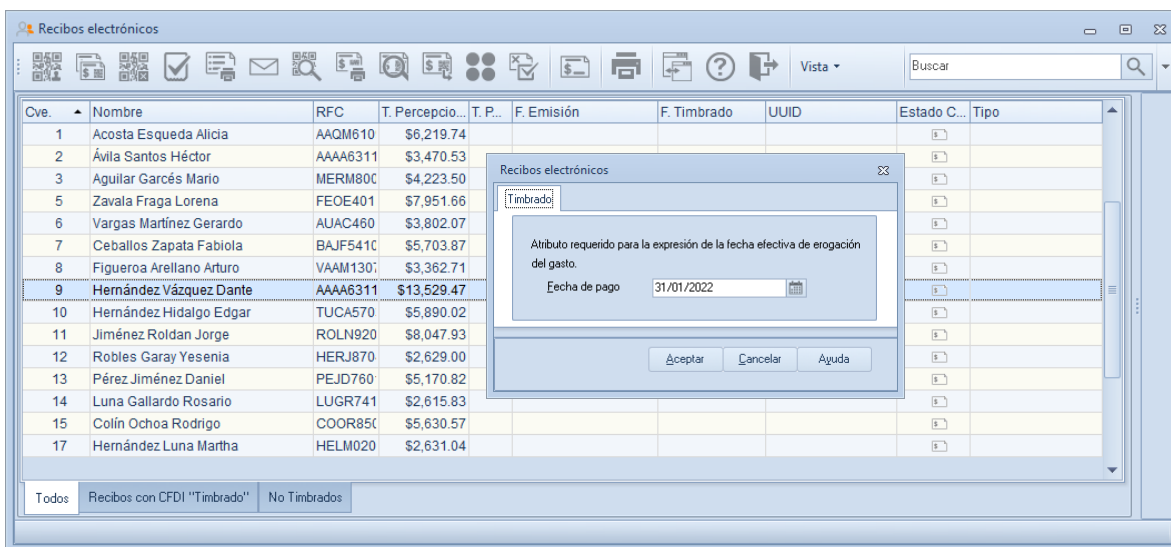 Recibos electrónicos
Vista
Buscar
Cve. Nombre RFC T. Percepcio... T. P... F. Emisión F. Timbrado UUID Estado C... Tipo
1 Acosta Esqueda Alicia AAQM610 $6,219.74
2 Ávila Santos Héctor AAAA6311 $3,470.53
3 Aguilar Garcés Mario MERM80 $4,223.50
5 Zavala Fraga Lorena FEOE401 $7,951.66
6 Vargas Martínez Gerardo AUAC460 $3,802.07
7 Ceballos Zapata Fabiola BAJF541 $5,703.87
8 Figueroa Arellano Arturo VAAM130 $3,362.71
9 Hernández Vázquez Dante AAAA6311 $13,529.47
10 Hernández Hidalgo Edgar TUCA570 $5,890.02
11 Jiménez Roldan Jorge ROLN920 $8,047.93
12 Robles Garay Yesenia HERJ870 $2,629.00
13 Pérez Jiménez Daniel PEJD760 $5,170.82
14 Luna Gallardo Rosario LUGR741 $2,615.83
15 Colín Ochoa Rodrigo COOR85 $5,630.57
17 Hernández Luna Martha HELM020 $2,631.04
Recibos electrónicos
Timbrado
Atributo requerido para la expresión de la fecha efectiva de erogación
del gasto.
Fecha de pago 31/01/2022
Aceptar Cancelar Ayuda
Todos Recibos con CFDI "Timbrado" No Timbrados